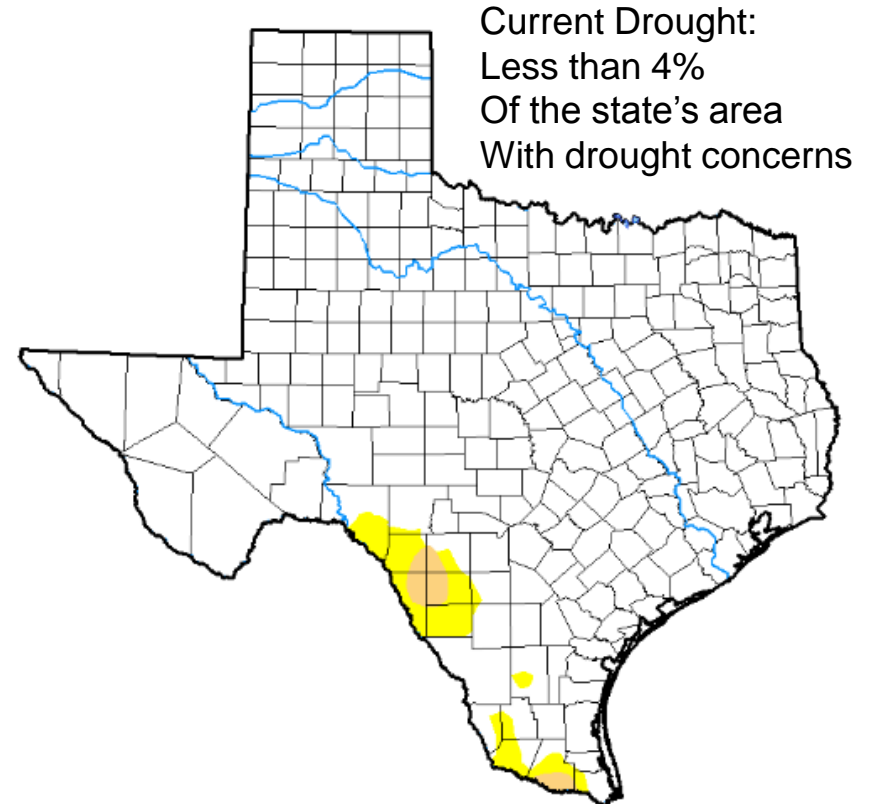 Current Drought:
Less than 4%
Of the state’s area
With drought concerns